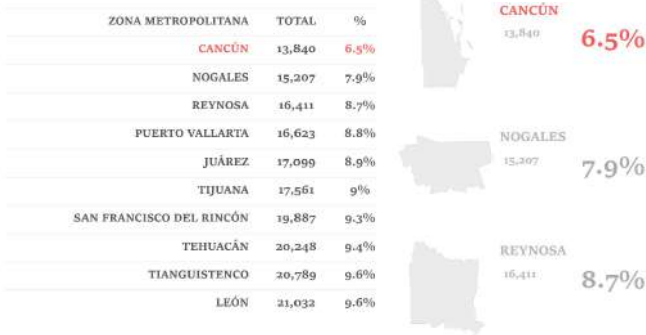 ZONA METROPOLITANA TOTAL %
CANCÚN 13,840 6.5%
NOGALES 15,207 7.9%
REYNOSA 16,411 8.7%
PUERTO VALLARTA 16,623 8.8%
JUÁREZ 17,099 8.9%
TIJUANA 17,561 9%
SAN FRANCISCO DEL RINCÓN 19,887 9.3%
TEHUACÁN 20,248 9.4%
TIANGUISTENCO 20,789 9.6%
LEÓN 21,032 9.6%
CANCÚN
13,840
6.5%
NOGALES
15,207
7.9%
REYNOSA
16,411
8.7%